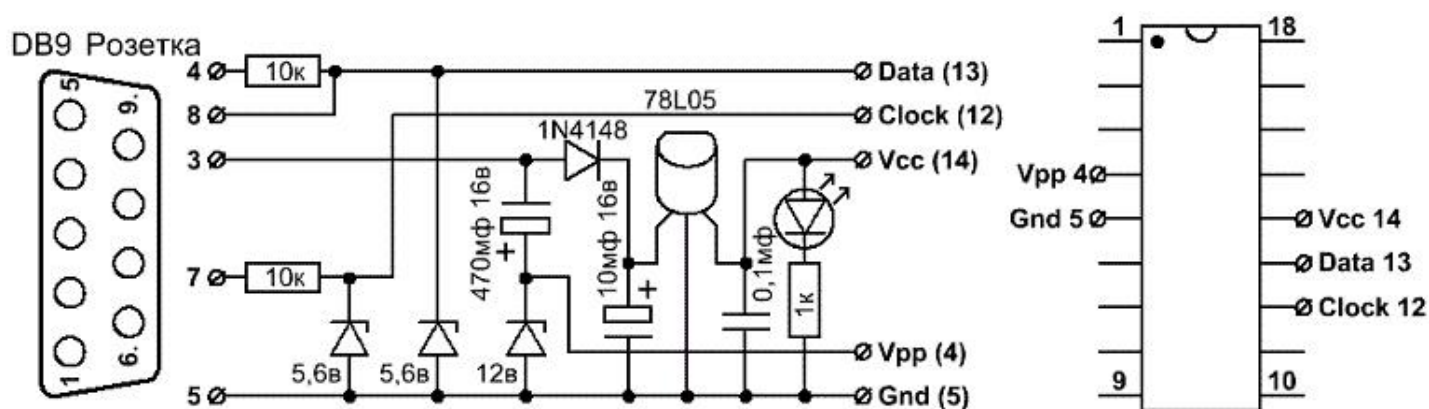 DB9 Розетка
5
9.
1
6.
4
10к
Data (13)
8
78L05
Clock (12)
3
1N4148
Vcc (14)
470мф 16в
+
10мф 16в
+
0,1мф
1к
7
10к
5,6в
5,6в
12в
Vpp (4)
5
Gnd (5)
1
18
Vpp 4
Gnd 5
Vcc 14
Data 13
Clock 12
9
10